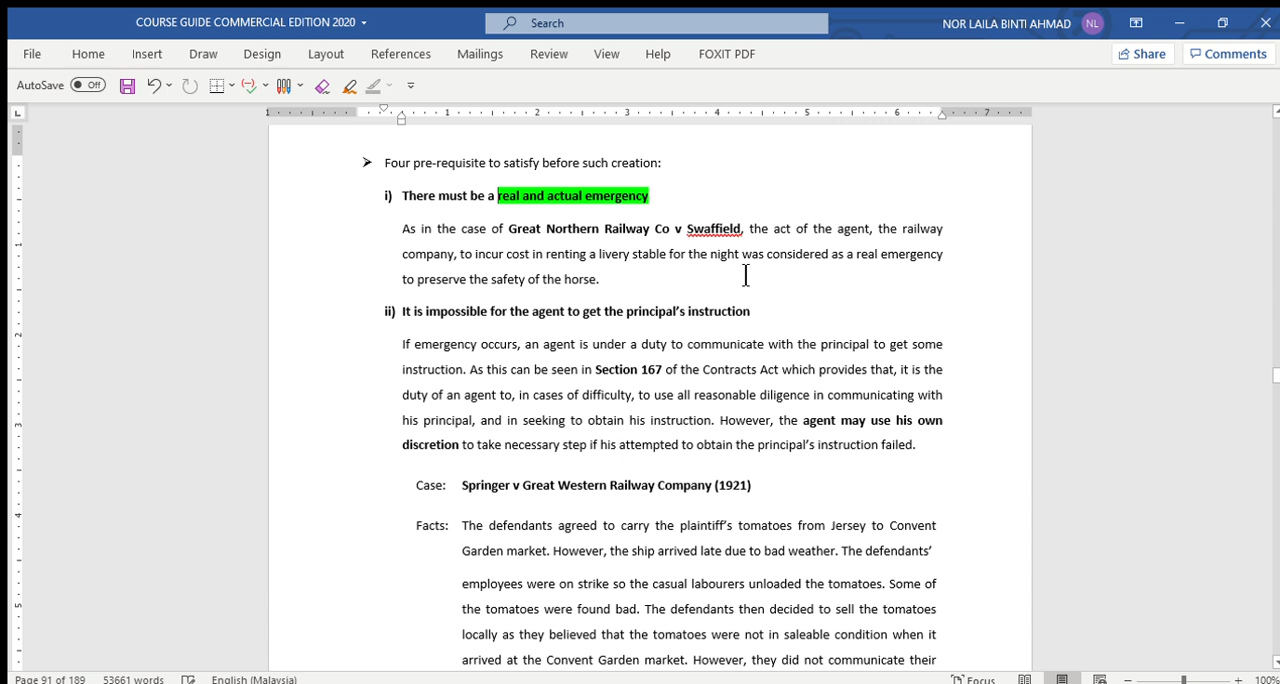 COURSE GUIDE COMMERCIAL EDITION 2020
Search
NOR LAILA BINTI AHMAD NL
File Home Insert Draw Design Layout References Mailings Review View Help FOXIT PDF Share Comments
AutoSave Off
1 1 2 3 4 5 6 7
Four pre-requisite to satisfy before such creation:
i) There must be a real and actual emergency
As in the case of Great Northern Railway Co v Swaffield, the act of the agent, the railway
company, to incur cost in renting a livery stable for the night was considered as a real emergency
to preserve the safety of the horse.
ii) It is impossible for the agent to get the principal’s instruction
If emergency occurs, an agent is under a duty to communicate with the principal to get some
instruction. As this can be seen in Section 167 of the Contracts Act which provides that, it is the
duty of an agent to, in cases of difficulty, to use all reasonable diligence in communicating with
his principal, and in seeking to obtain his instruction. However, the agent may use his own
discretion to take necessary step if his attempted to obtain the principal’s instruction failed.
Case: Springer v Great Western Railway Company (1921)
Facts: The defendants agreed to carry the plaintiff’s tomatoes from Jersey to Convent
Garden market. However, the ship arrived late due to bad weather. The defendants’
employees were on strike so the casual labourers unloaded the tomatoes. Some of
the tomatoes were found bad. The defendants then decided to sell the tomatoes
locally as they believed that the tomatoes were not in saleable condition when it
arrived at the Convent Garden market. However, they did not communicate their
Page 91 of 189 53661 words English (Malaysia) Focus 100%